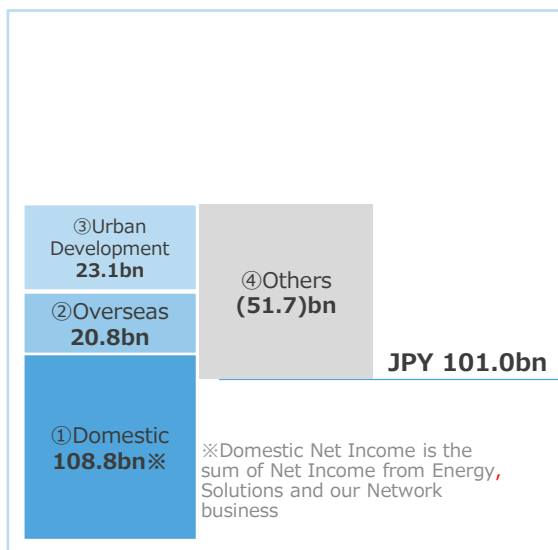 ③Urban
Development
23.1bn
④Others
(51.7)bn
②Overseas
20.8bn
JPY 101.0bn
①Domestic
108.8bn※
※Domestic Net Income is the
sum of Net Income from Energy,
Solutions and our Network
business